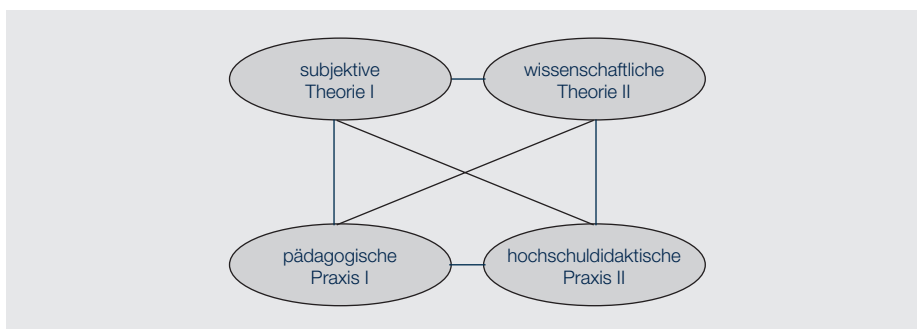 subjektive
Theorie I
wissenschaftliche
Theorie II
pädagogische
Praxis I
hochschuldidaktische
Praxis II